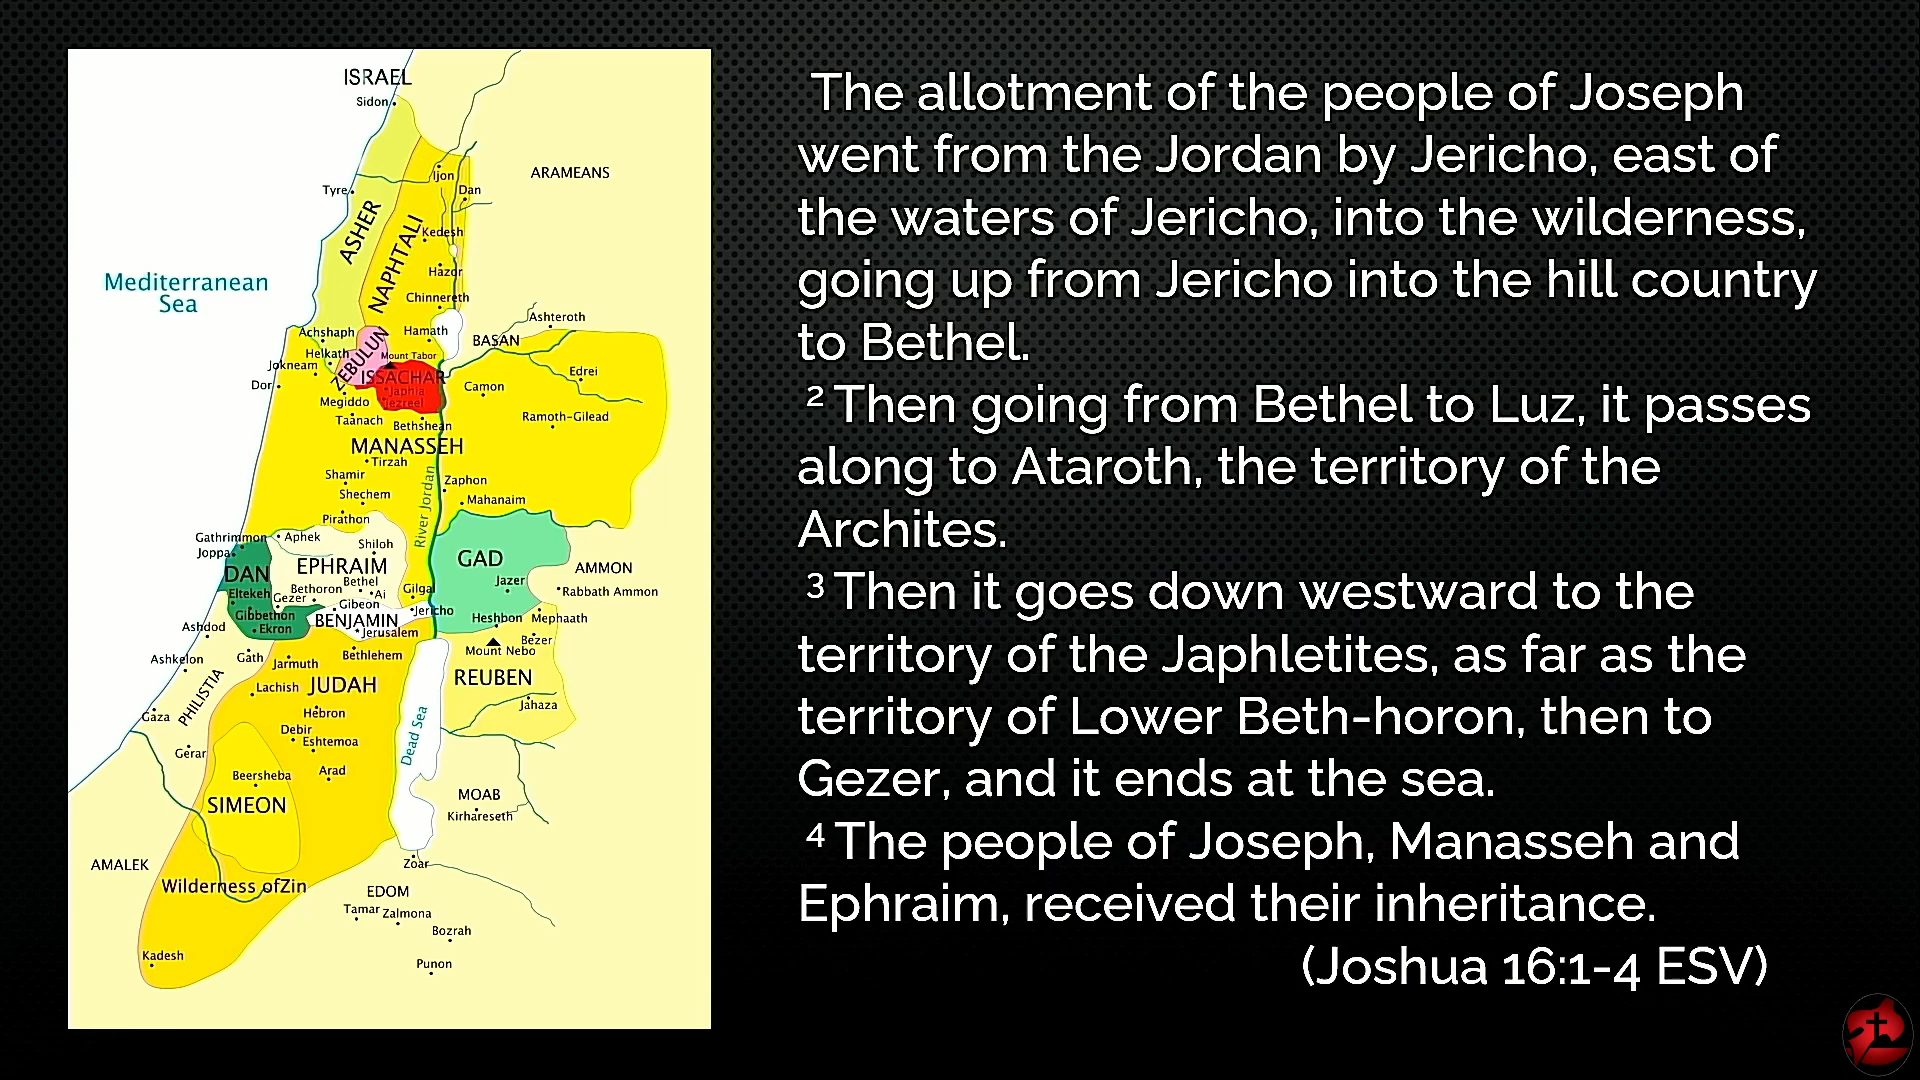 ISRAEL
Sidon
ARAMEANS
Ijon
Dan
Tyre
ASHER
NAPHTALI
Kedesh
Hazor
Mediterranean
Sea
Chinnereth
Ashteroth
Achshaph
Hamath
BASAN
Helkath
ZEBULUN
Mount Tabor
Jokneam
ISSACHAR
Edrei
Dor
Camon
Japhia
Jezreel
Megiddo
Taanach
Bethshean
Ramoth-Gilead
MANASSEH
Tirzah
Shamir
Zaphon
Shechem
Mahanaim
River Jordan
Pirathon
Gathrimmon
Aphek
Shiloh
Joppa
EPHRAIM
GAD
AMMON
DAN
Bethel
Jazer
Eltekeh
Bethoron
Ai
Gilgal
Rabbath Ammon
Gezer
Gibeon
Jericho
Gibbethon
BENJAMIN
Heshbon
Mephaath
Ashdod
Ekron
Jerusalem
Bezer
Ashkelon
Gath
Jarmuth
Bethlehem
Mount Nebo
REUBEN
PHILISTIA
Lachish
JUDAH
Gaza
Hebron
Jahaza
Debir
Eshtemoa
Dead Sea
Gerar
Beersheba
Arad
SIMEON
MOAB
Kirhareseth
AMALEK
Zoar
Wilderness ofZin
EDOM
Tamar
Zalmona
Bozrah
Kadesh
Punon
The allotment of the people of Joseph
went from the Jordan by Jericho, east of
the waters of Jericho, into the wilderness,
going up from Jericho into the hill country
to Bethel.
2 Then going from Bethel to Luz, it passes
along to Ataroth, the territory of the
Archites.
3 Then it goes down westward to the
territory of the Japhletites, as far as the
territory of Lower Beth-horon, then to
Gezer, and it ends at the sea.
4 The people of Joseph, Manasseh and
Ephraim, received their inheritance.
(Joshua 16:1-4 ESV)